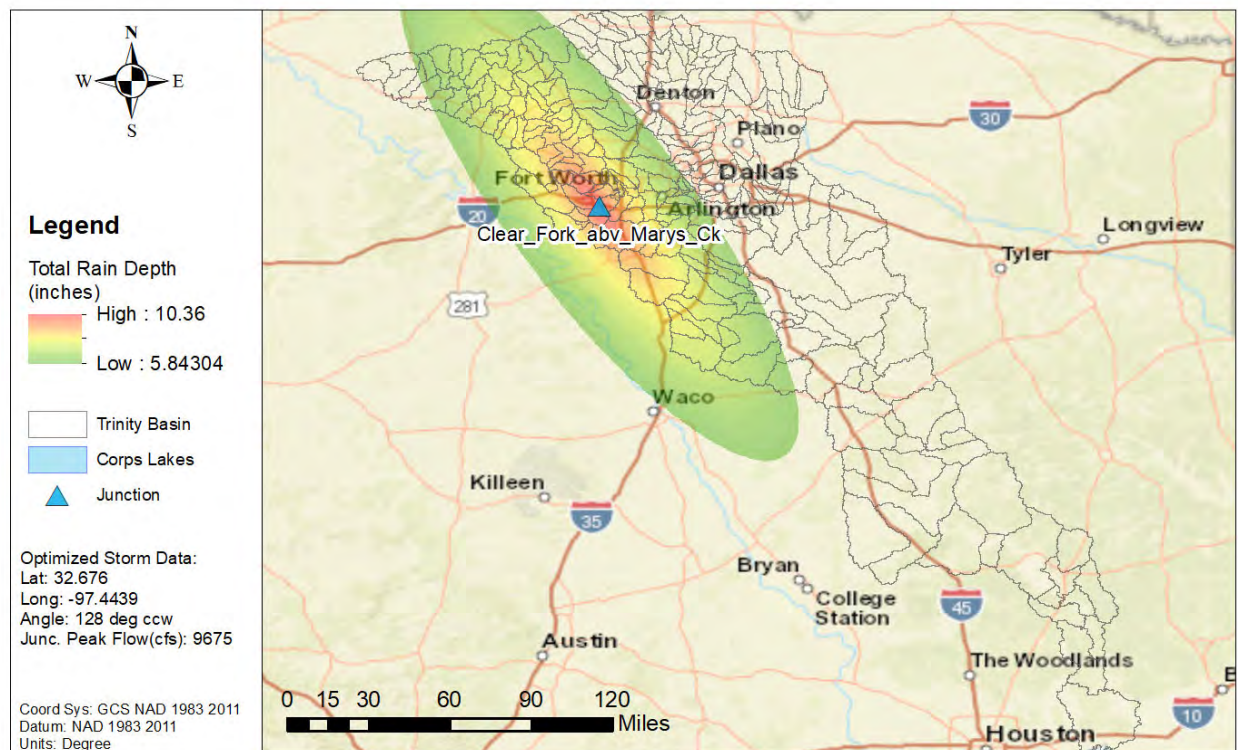 N
W
E
S
Legend
Total Rain Depth
(inches)
High : 10.36
Low : 5.84304
Trinity Basin
Corps Lakes
Junction
Optimized Storm Data:
Lat: 32.676
Long: -97.4439
Angle: 128 deg ccw
Junc. Peak Flow(cfs): 9675
Coord Sys: GCS NAD 1983 2011
Datum: NAD 1983 2011
Units: Degree
Denton
30
Plano
Dallas
Fort Worth
20
Arlington
Clear_Fork_abv_Marys_Ck
Longview
Tyler
281
Waco
Killeen
35
Bryan
College
Station
45
Austin
The Woodlands
B
10
Houston
0 15 30 60 90 120
Miles